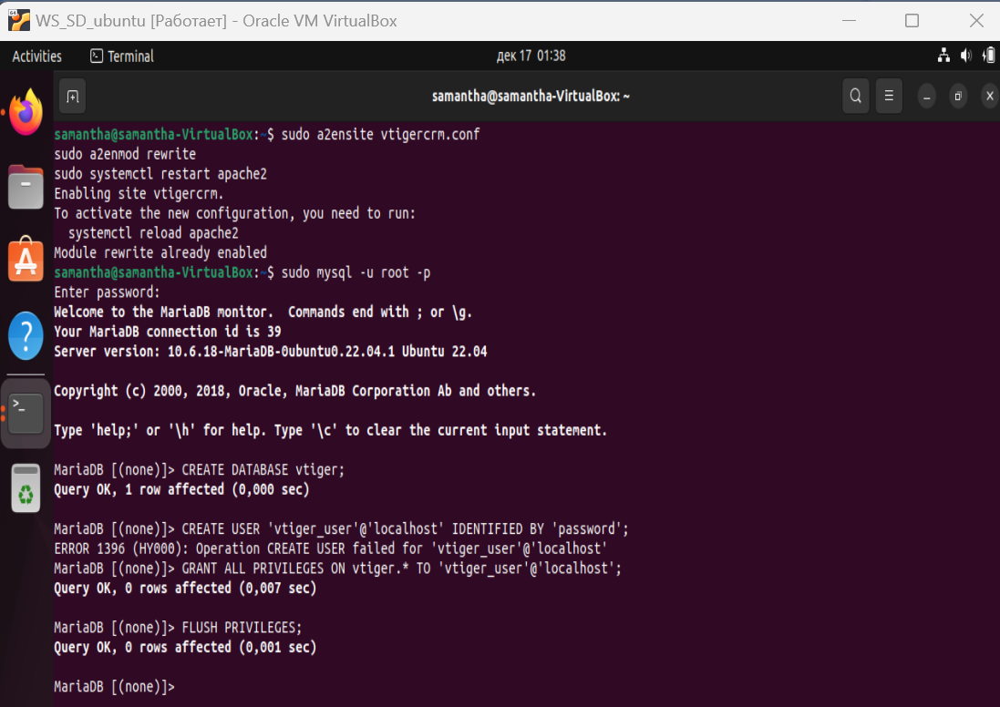 WS_SD_ubuntu [Работает] - Oracle VM VirtualBox
Activities
Terminal
дек 17 01:38
samantha@samantha-VirtualBox: ~
samantha@samantha-VirtualBox:~$ sudo a2ensite vtigercrm.conf
sudo a2enmod rewrite
sudo systemctl restart apache2
Enabling site vtigercrm.
To activate the new configuration, you need to run:
  systemctl reload apache2
Module rewrite already enabled
samantha@samantha-VirtualBox:~$ sudo mysql -u root -p
Enter password:
Welcome to the MariaDB monitor.  Commands end with ; or \g.
Your MariaDB connection id is 39
Server version: 10.6.18-MariaDB-0ubuntu0.22.04.1 Ubuntu 22.04
Copyright (c) 2000, 2018, Oracle, MariaDB Corporation Ab and others.
Type 'help;' or '\h' for help. Type '\c' to clear the current input statement.
MariaDB [(none)]> CREATE DATABASE vtiger;
Query OK, 1 row affected (0,000 sec)
MariaDB [(none)]> CREATE USER 'vtiger_user'@'localhost' IDENTIFIED BY 'password';
ERROR 1396 (HY000): Operation CREATE USER failed for 'vtiger_user'@'localhost'
MariaDB [(none)]> GRANT ALL PRIVILEGES ON vtiger.* TO 'vtiger_user'@'localhost';
Query OK, 0 rows affected (0,007 sec)
MariaDB [(none)]> FLUSH PRIVILEGES;
Query OK, 0 rows affected (0,001 sec)
MariaDB [(none)]>